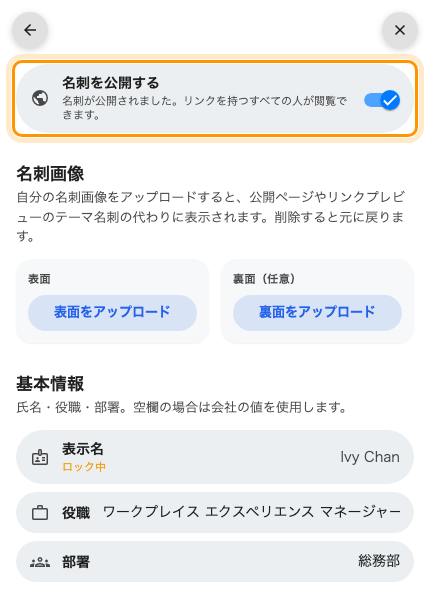 名刺を公開する
名刺が公開されました。リンクを持つすべての人が閲覧で
きます。
名刺画像
自分の名刺画像をアップロードすると、公開ページやリンクプレビ
ューのテーマ名刺の代わりに表示されます。削除すると元に戻りま
す。
表面
裏面（任意）
表面をアップロード
裏面をアップロード
基本情報
氏名・役職・部署。空欄の場合は会社の値を使用します。
表示名
ロック中
Ivy Chan
役職 ワークプレイス エクスペリエンス マネージャー
部署 総務部